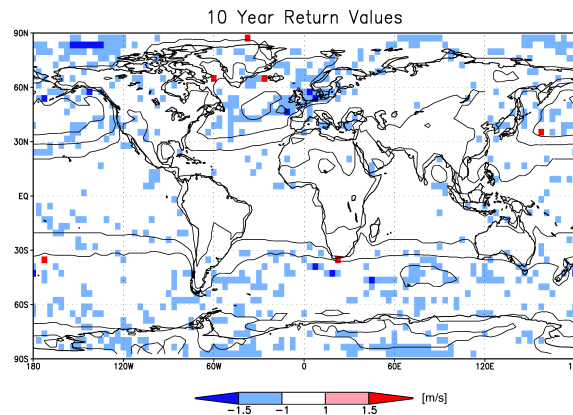 10 Year Return Values
90N
60N
30N
EQ
30S
60S
90S
180 120W 60W 0 60E 120E 18
−1.5 −1 1 1.5 [m/s]